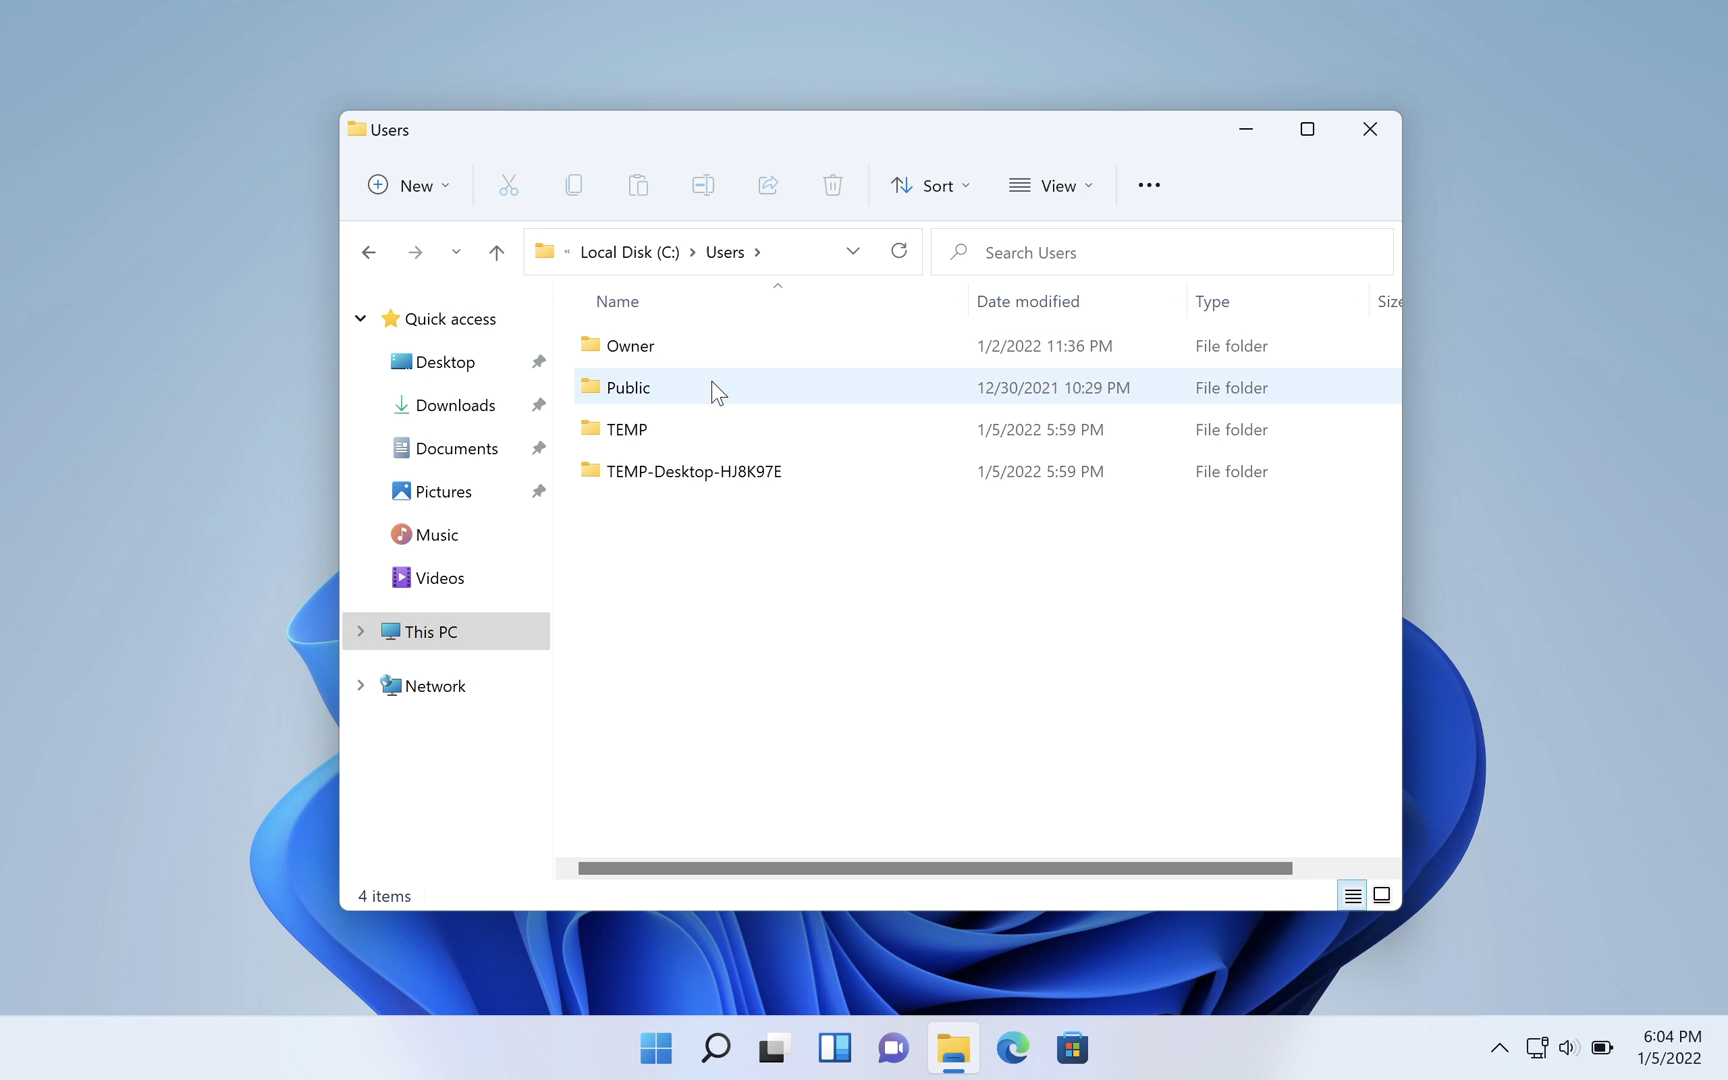 Users
New
Sort
View
« Local Disk (C:) > Users >
Search Users
Name Date modified Type Size
Quick access
Desktop
Downloads
Documents
Pictures
Music
Videos
This PC
Network
Owner 1/2/2022 11:36 PM File folder
Public 12/30/2021 10:29 PM File folder
TEMP 1/5/2022 5:59 PM File folder
TEMP-Desktop-HJ8K97E 1/5/2022 5:59 PM File folder
4 items
6:04 PM
1/5/2022